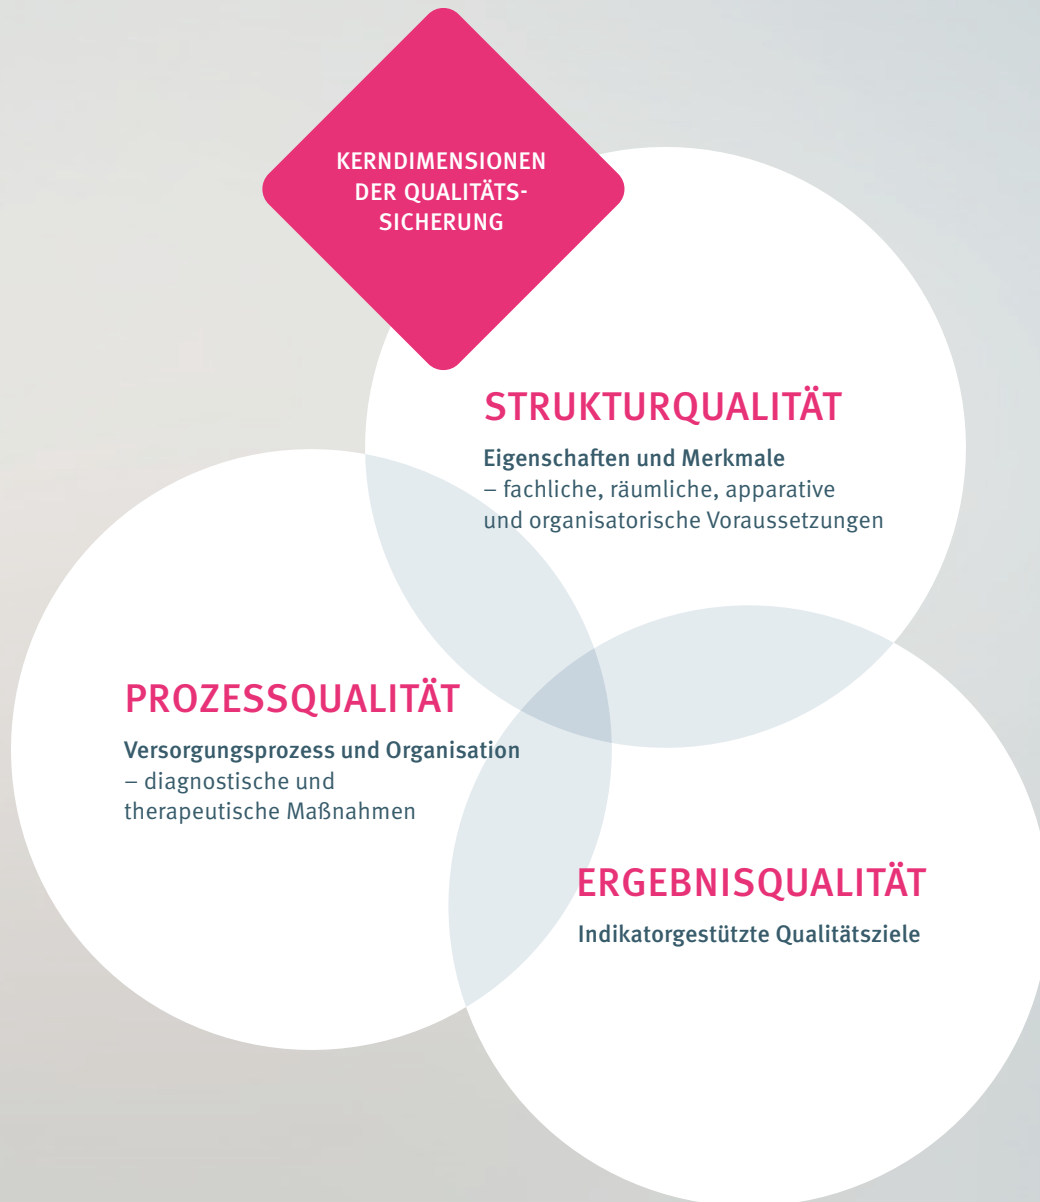 KERNDIMENSIONEN
DER QUALITÄTS-
SICHERUNG
STRUKTURQUALITÄT
Eigenschaften und Merkmale
– fachliche, räumliche, apparative
und organisatorische Voraussetzungen
PROZESSQUALITÄT
Versorgungsprozess und Organisation
– diagnostische und
therapeutische Maßnahmen
ERGEBNISQUALITÄT
Indikatorgestützte Qualitätsziele